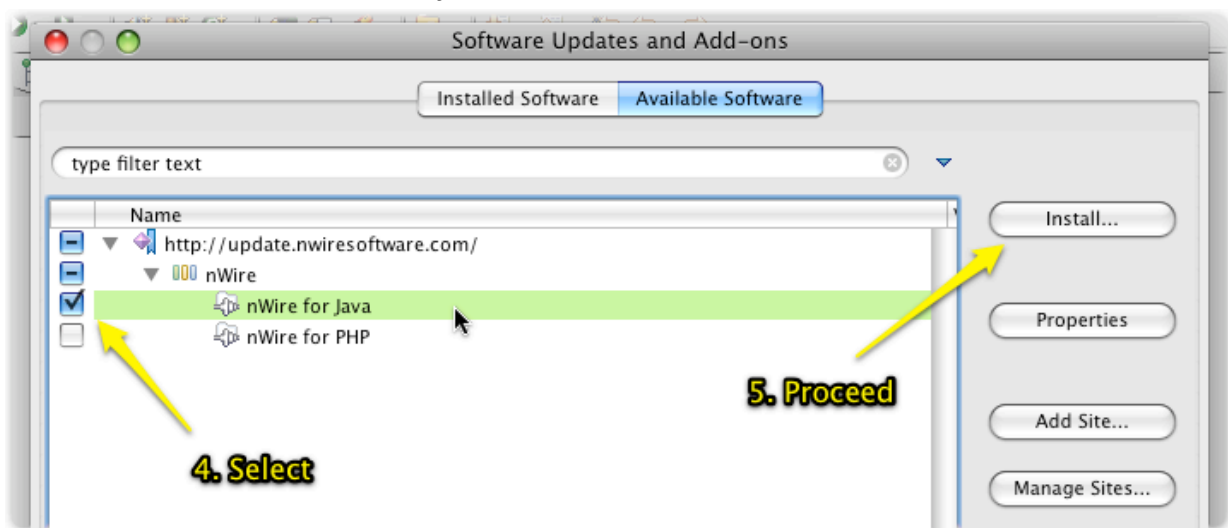 Software Updates and Add-ons
Installed Software Available Software
type filter text
Name
Install...
http://update.nwiresoftware.com/
nWire
nWire for Java
nWire for PHP
Properties
5. Proceed
Add Site...
4. Select
Manage Sites...